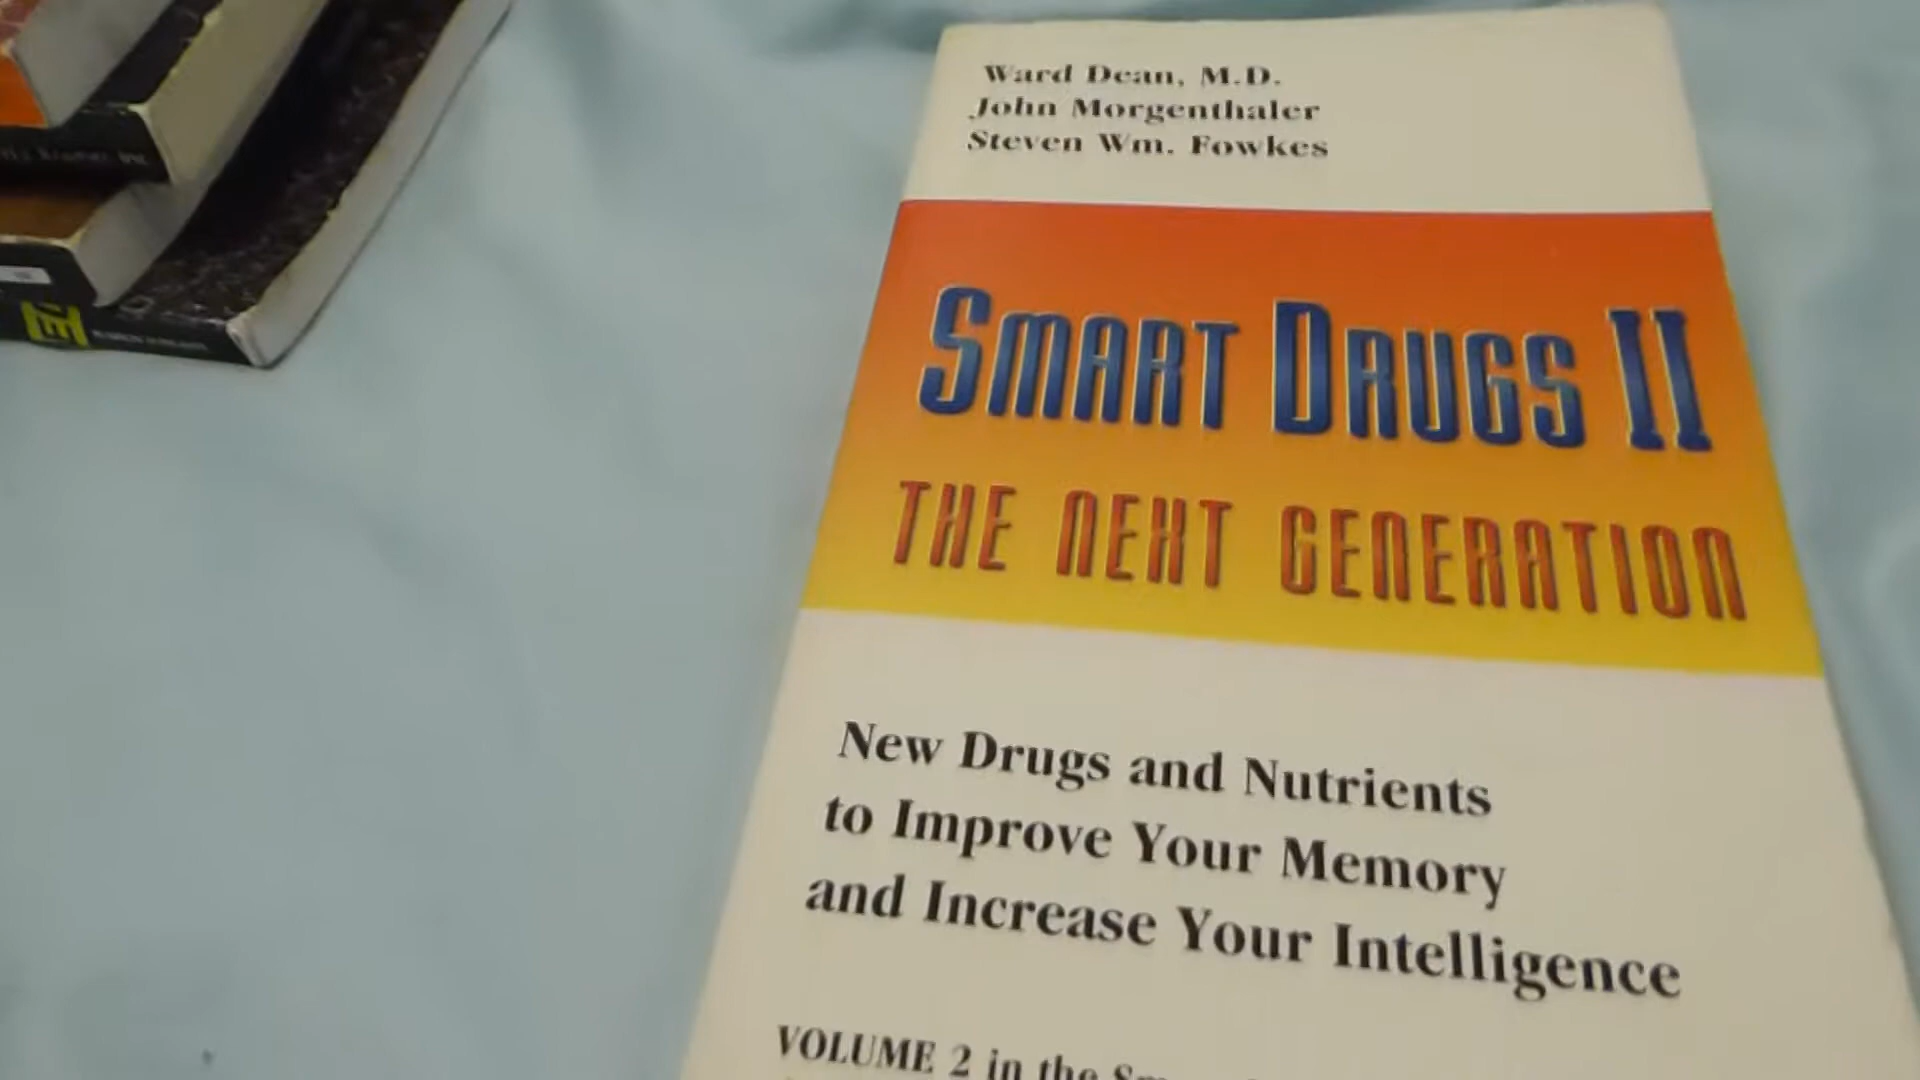 Ward Dean, M.D.
John Morgenthaler
Steven Wm. Fowkes
SMART DRUGS II
THE NEXT GENERATION
New Drugs and Nutrients
to Improve Your Memory
and Increase Your Intelligence
VOLUME 2 in the